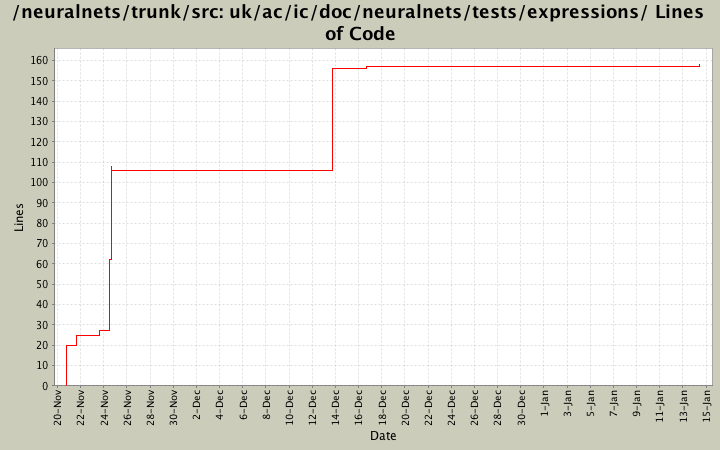 /neuralnets/trunk/src: uk/ac/ic/doc/neuralnets/tests/expressions/ Lines
of Code
Lines
160
150
140
130
120
110
100
90
80
70
60
50
40
30
20
10
0
20-Nov
22-Nov
24-Nov
26-Nov
28-Nov
30-Nov
2-Dec
4-Dec
6-Dec
8-Dec
10-Dec
12-Dec
14-Dec
16-Dec
18-Dec
20-Dec
22-Dec
24-Dec
26-Dec
28-Dec
30-Dec
1-Jan
3-Jan
5-Jan
7-Jan
9-Jan
11-Jan
13-Jan
15-Jan
Date